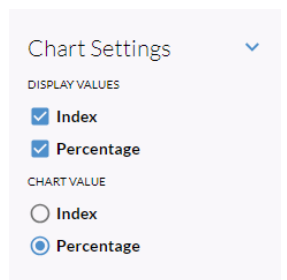 Chart Settings
DISPLAY VALUES
Index
Percentage
CHART VALUE
Index
Percentage